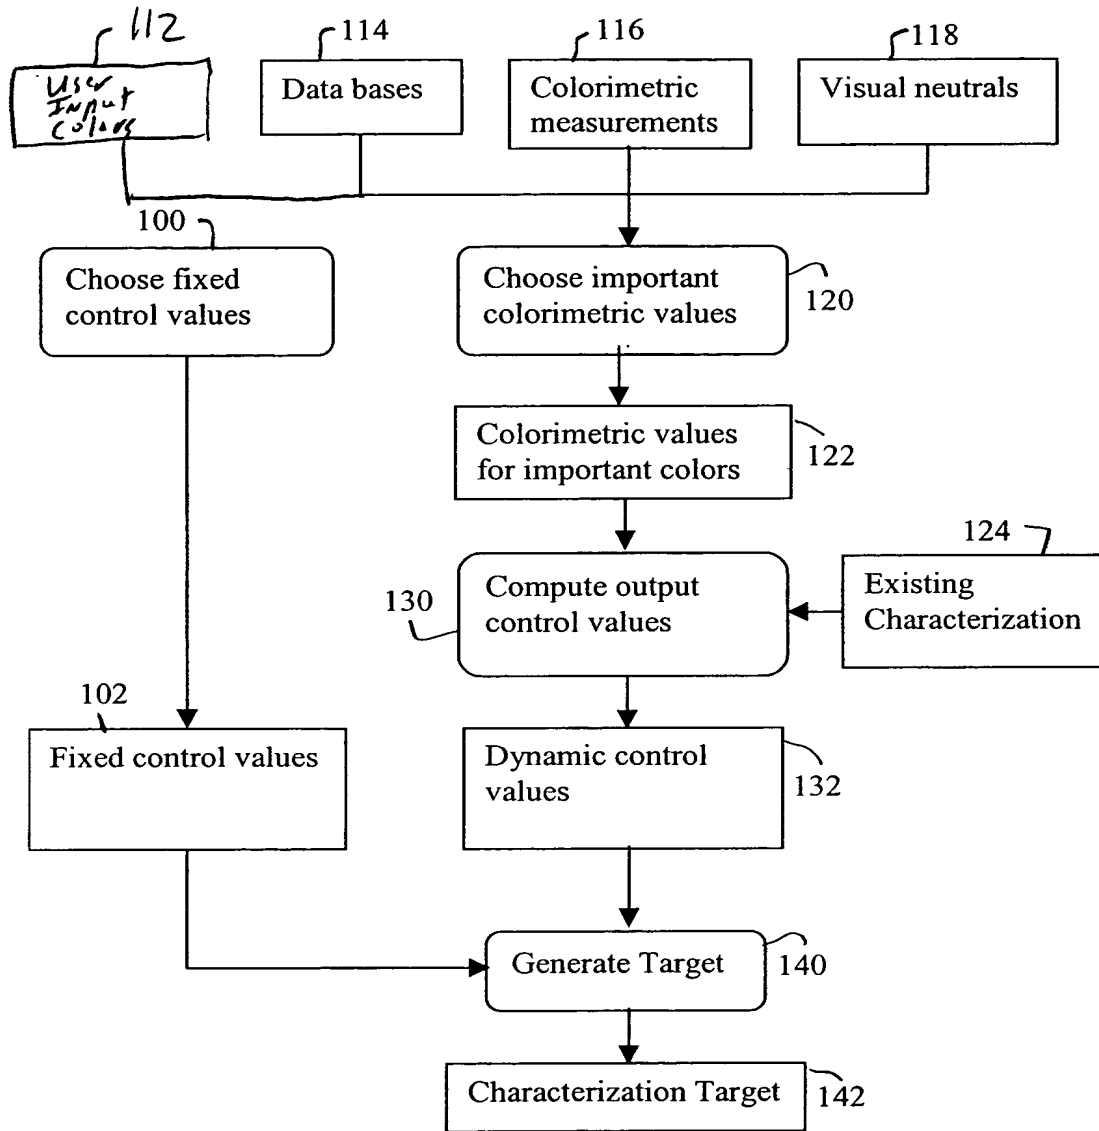 112
114
116
118
User
Input
Colors
Data bases
Colorimetric
measurements
Visual neutrals
100
Choose fixed
control values
Choose important
colorimetric values
120
Colorimetric values
for important colors
122
124
130
Compute output
control values
Existing
Characterization
102
Fixed control values
Dynamic control
values
132
Generate Target
140
Characterization Target
142